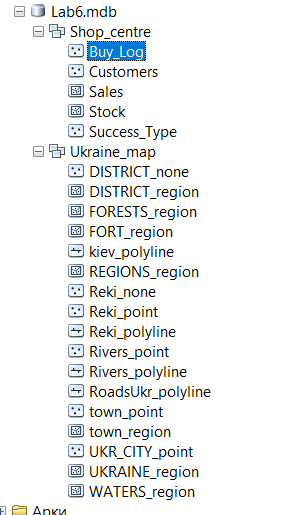 Lab6.mdb
Shop_centre
Buy_Log
Customers
Sales
Stock
Success_Type
Ukraine_map
DISTRICT_none
DISTRICT_region
FORESTS_region
FORT_region
kiev_polyline
REGIONS_region
Reki_none
Reki_point
Reki_polyline
Rivers_point
Rivers_polyline
RoadsUkr_polyline
town_point
town_region
UKR_CITY_point
UKRAINE_region
WATERS_region
Арки